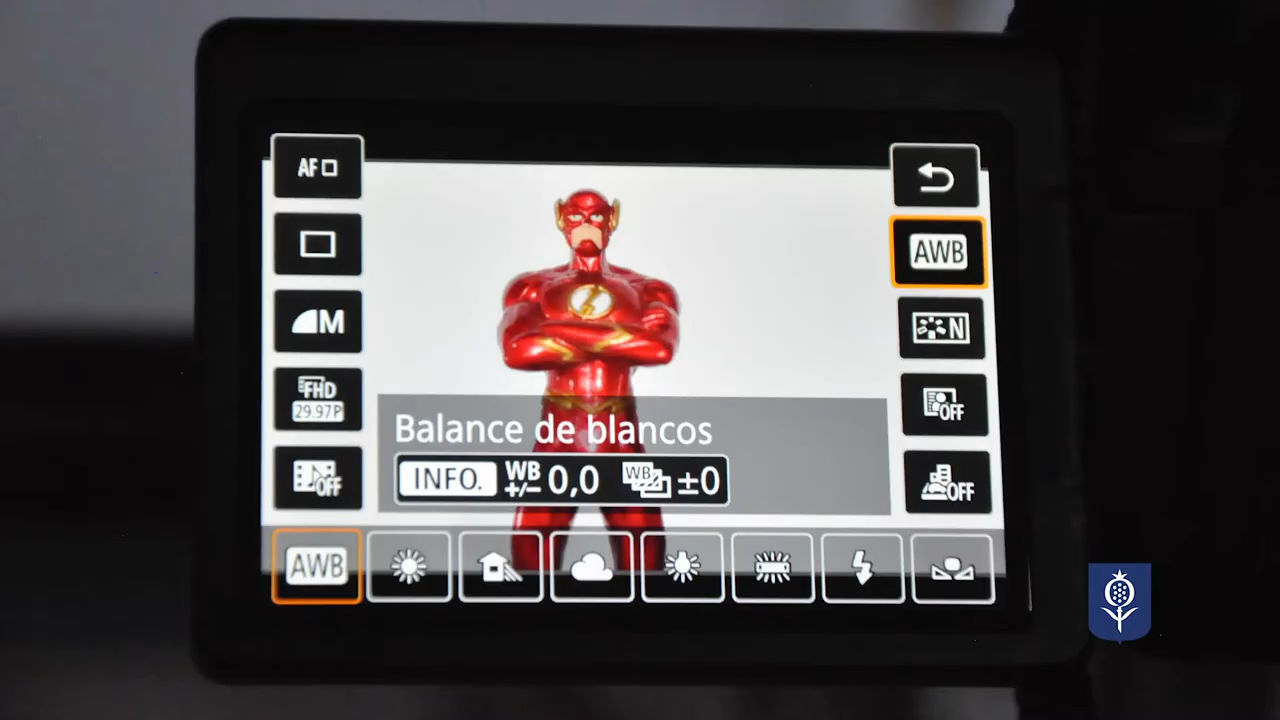 AF
AWB
M
N
FHD
29.97P
OFF
OFF
OFF
Balance de blancos
INFO. WB +/- 0,0 WB ±0
AWB